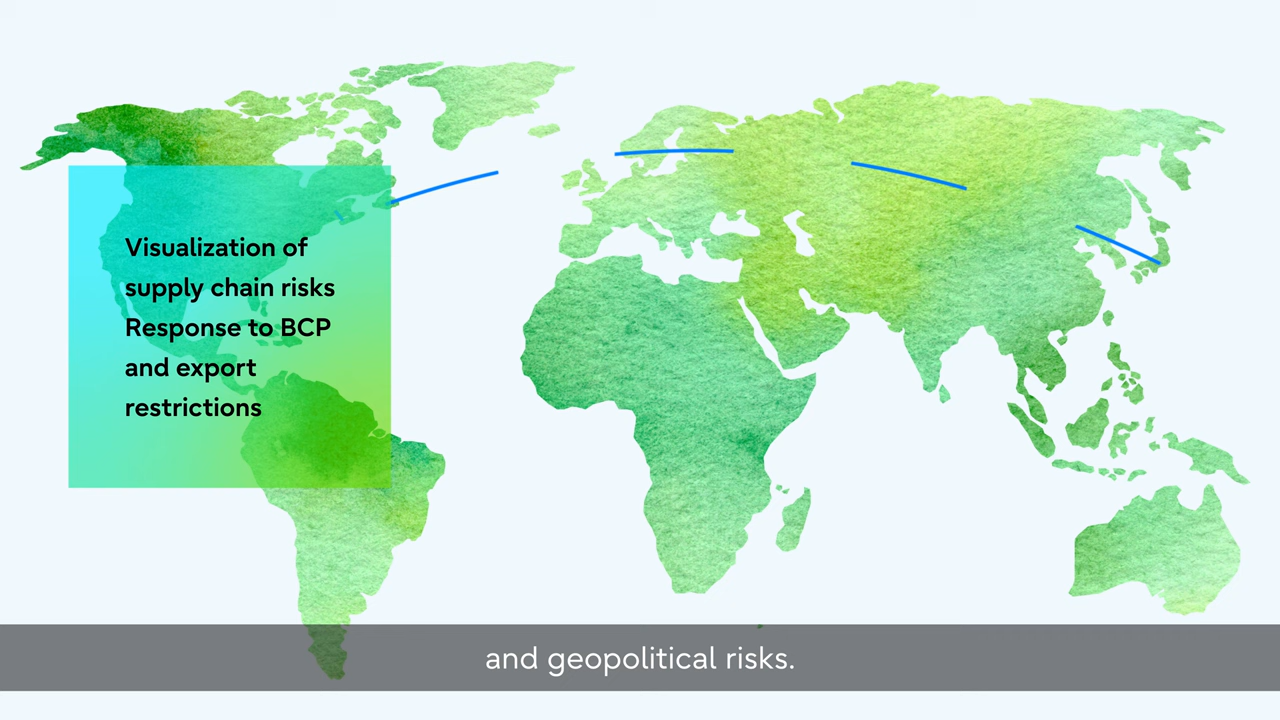 Visualization of
supply chain risks
Response to BCP
and export
restrictions
and geopolitical risks.